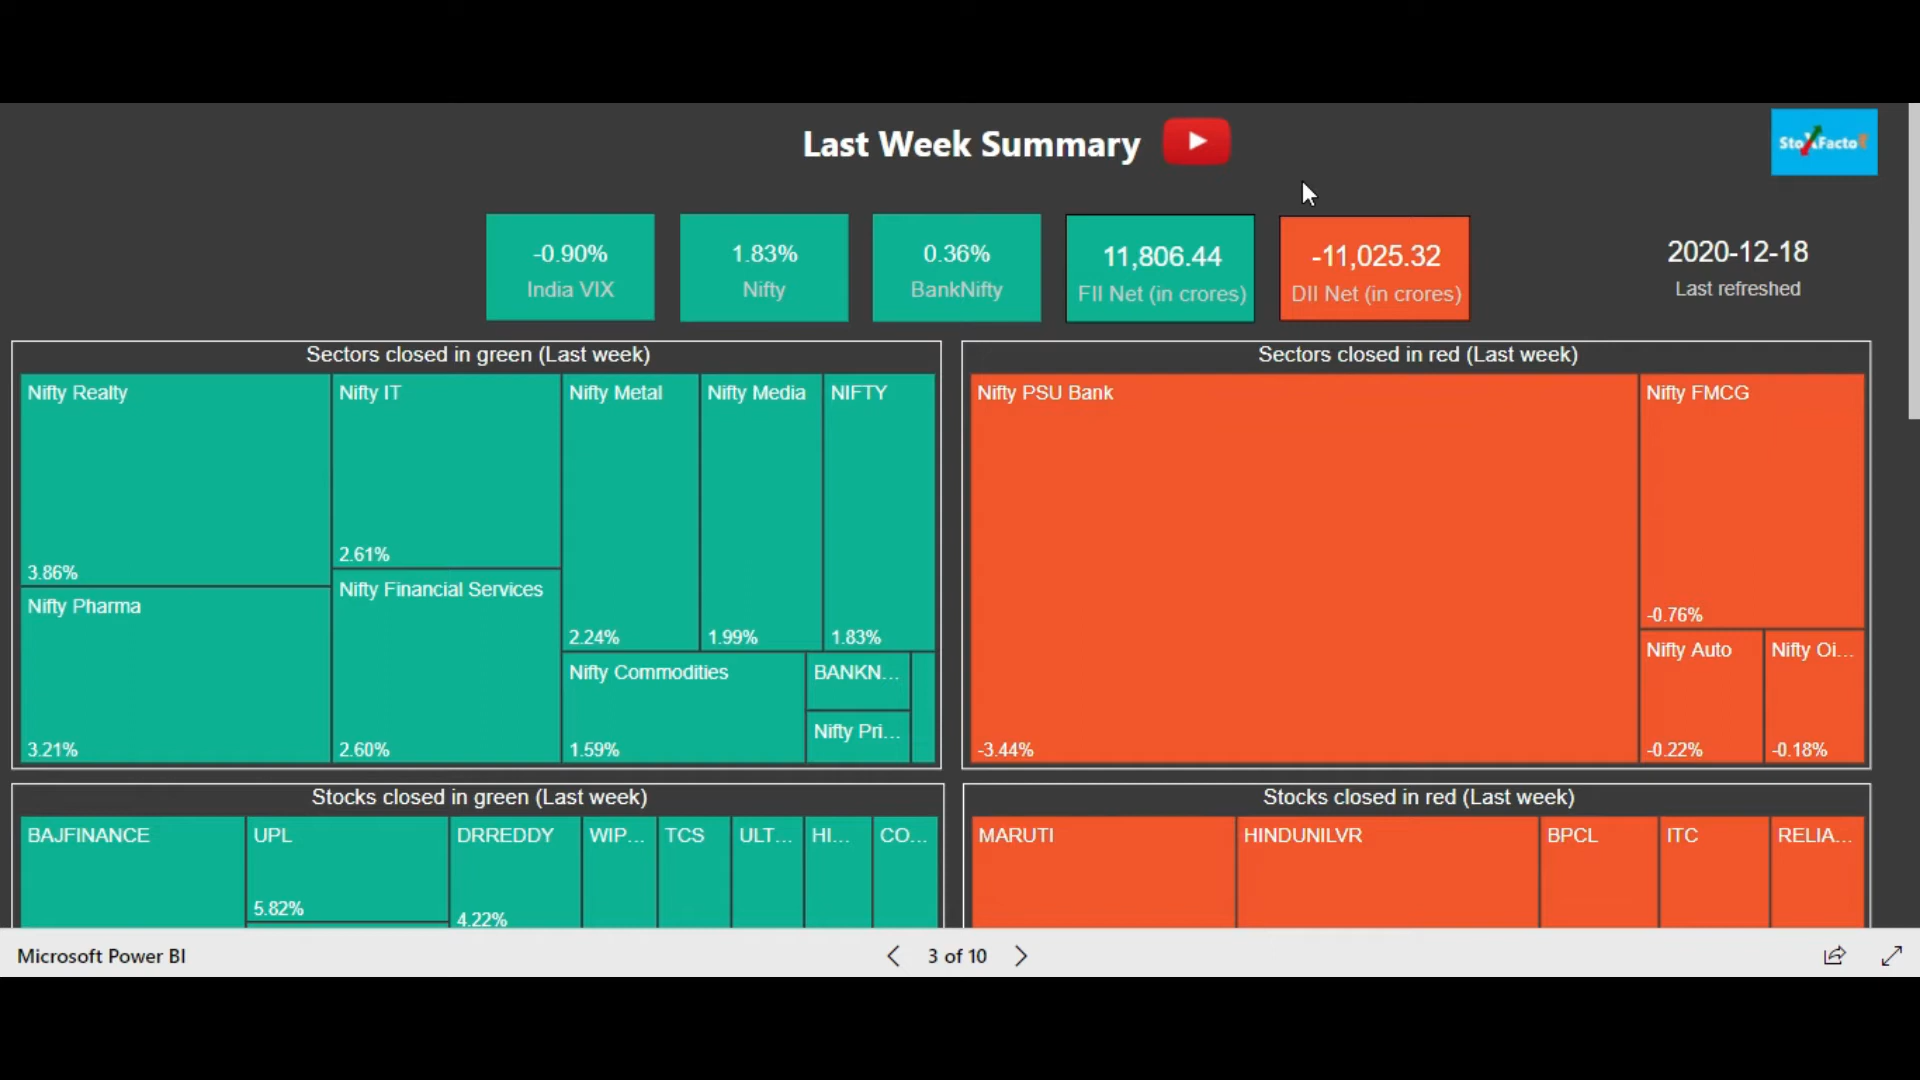 Last Week Summary
StoXFactor
-0.90%
India VIX
1.83%
Nifty
0.36%
BankNifty
11,806.44
FII Net (in crores)
-11,025.32
DII Net (in crores)
2020-12-18
Last refreshed
Sectors closed in green (Last week)
Nifty Realty
3.86%
Nifty Pharma
3.21%
Nifty IT
2.61%
Nifty Financial Services
2.60%
Nifty Metal
2.24%
Nifty Media
1.99%
NIFTY
1.83%
Nifty Commodities
1.59%
BANKN...
Nifty Pri...
Sectors closed in red (Last week)
Nifty PSU Bank
-3.44%
Nifty FMCG
-0.76%
Nifty Auto
-0.22%
Nifty Oi...
-0.18%
Stocks closed in green (Last week)
BAJFINANCE
UPL
5.82%
DRREDDY
4.22%
WIP...
TCS
ULT...
HI...
CO...
Stocks closed in red (Last week)
MARUTI
HINDUNILVR
BPCL
ITC
RELIA...
Microsoft Power BI
3 of 10